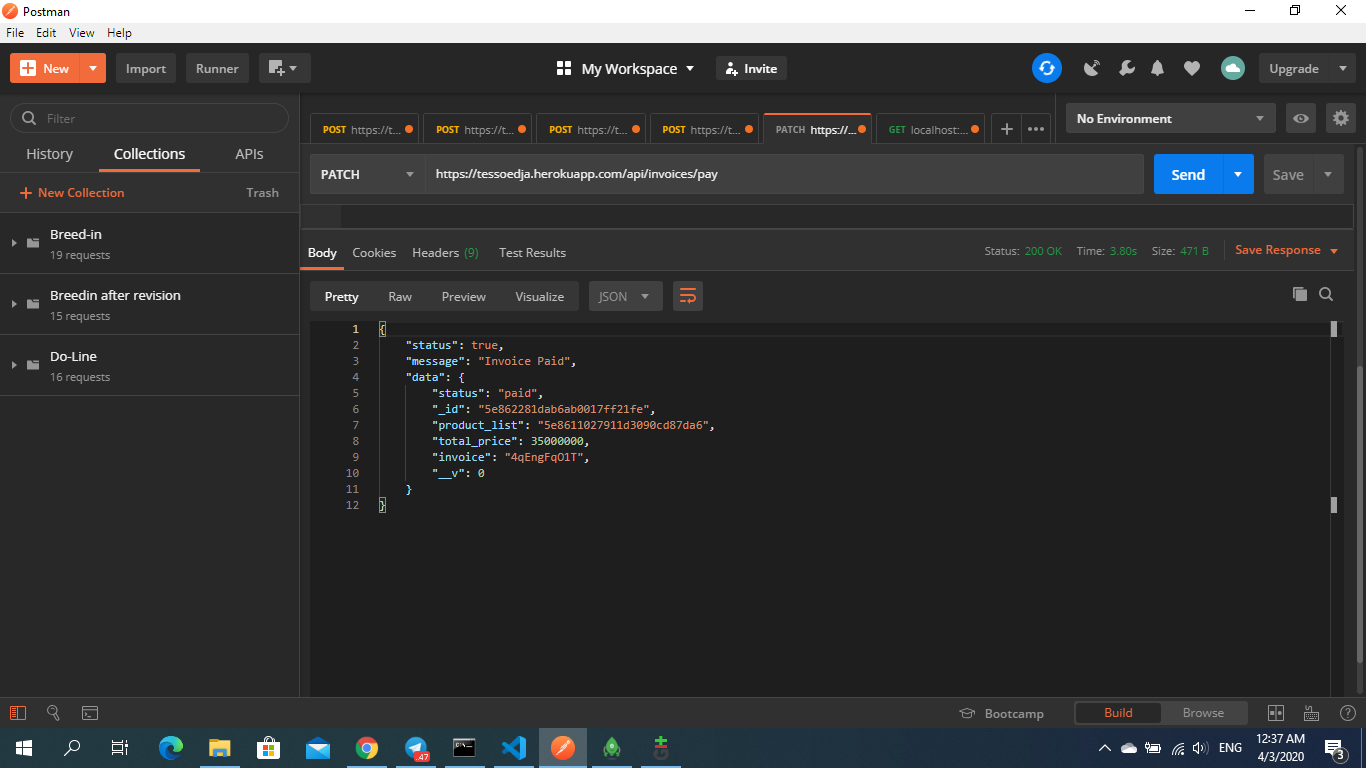 Postman
File Edit View Help
New Import Runner My Workspace Invite Upgrade
Filter
History Collections APIs
+ New Collection Trash
Breed-in
19 requests
Breedin after revision
15 requests
Do-Line
16 requests
POST https://t... POST https://t... POST https://t... POST https://t... PATCH https://... GET localhost:... + ••• No Environment
PATCH https://tessoedja.herokuapp.com/api/invoices/pay Send Save
Body Cookies Headers (9) Test Results Status: 200 OK Time: 3.80s Size: 471 B Save Response
Pretty Raw Preview Visualize JSON
1 {
2 "status": true,
3 "message": "Invoice Paid",
4 "data": {
5 "status": "paid",
6 "_id": "5e862281dab6ab0017ff21fe",
7 "product_list": "5e8611027911d3090cd87da6",
8 "total_price": 35000000,
9 "invoice": "4qEngFqO1T",
10 "__v": 0
11 }
12 }
Bootcamp Build Browse
47 ENG 12:37 AM
4/3/2020 3